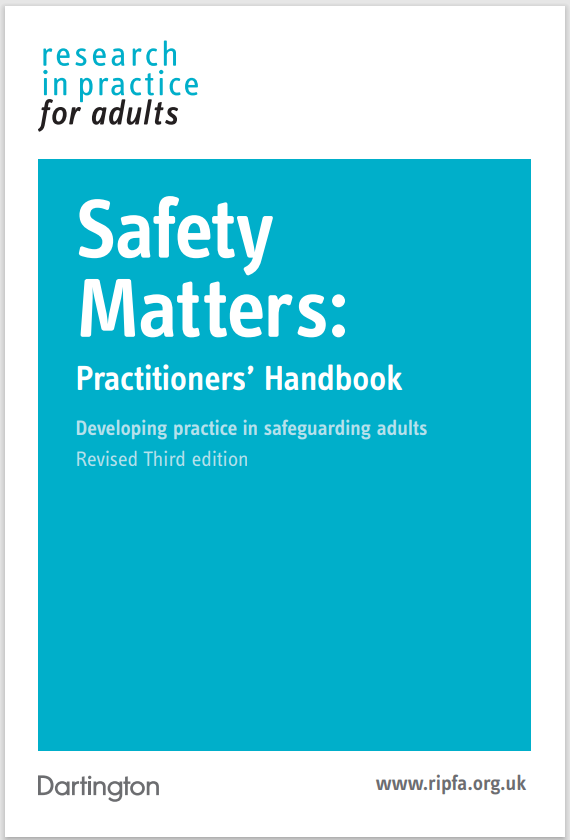 research
in practice
for adults
Safety
Matters:
Practitioners’ Handbook
Developing practice in safeguarding adults
Revised Third edition
Dartington
www.ripfa.org.uk